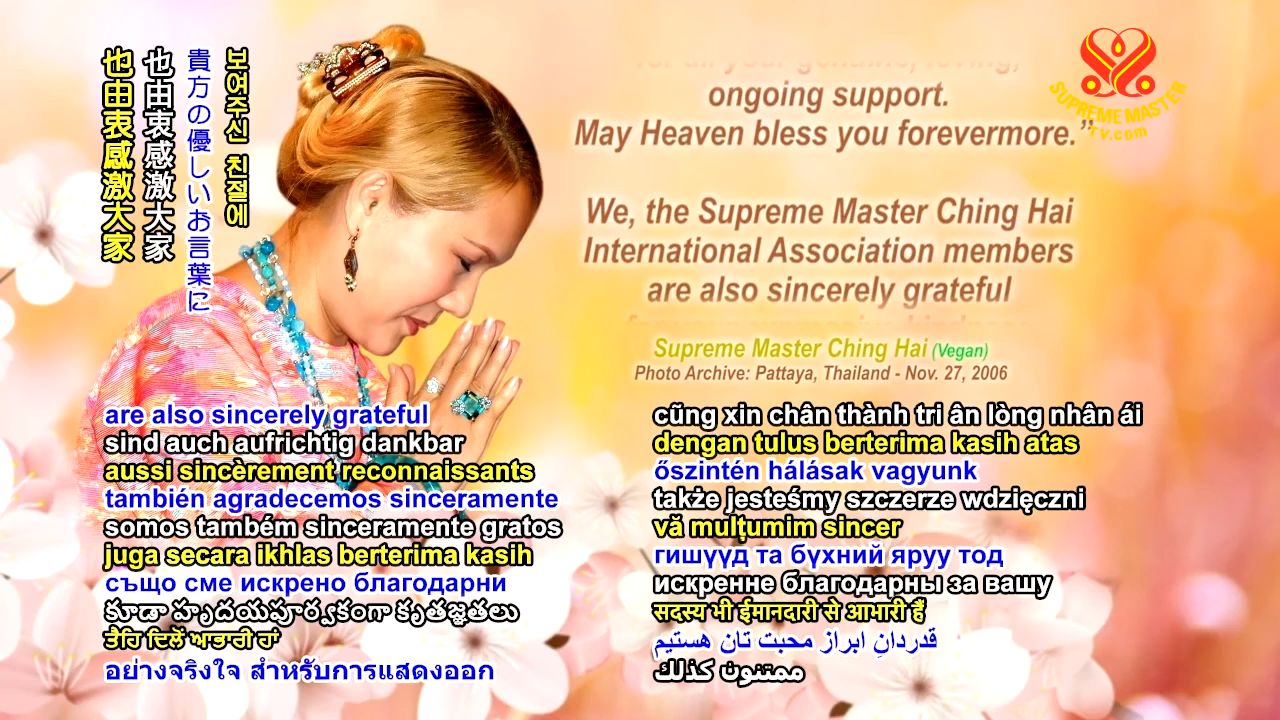 보여주신 친절에
貴方の優しいお言葉に
也由衷感激大家
也由衷感激大家
SUPREME MASTER
TV.com
for all your genuine, loving,
ongoing support.
May Heaven bless you forevermore.”
We, the Supreme Master Ching Hai
International Association members
are also sincerely grateful
Supreme Master Ching Hai (Vegan)
Photo Archive: Pattaya, Thailand - Nov. 27, 2006
are also sincerely grateful
sind auch aufrichtig dankbar
aussi sincèrement reconnaissants
también agradecemos sinceramente
somos também sinceramente gratos
juga secara ikhlas berterima kasih
също сме искрено благодарни
కూడా హృదయపూర్వకంగా కృతజ్ఞతలు
ਤੈਹਿ ਦਿਲੋਂ ਆਭਾਰੀ ਹਾਂ
อย่างจริงใจ สำหรับการแสดงออก
cũng xin chân thành tri ân lòng nhân ái
dengan tulus berterima kasih atas
őszintén hálásak vagyunk
także jesteśmy szczerze wdzięczni
vă mulțumim sincer
гишүүд та бүхний яруу тод
искренне благодарны за вашу
सदस्य भी ईमानदारी से आभारी हैं
قدردانِ ابراز محبت تان هستیم
ممتنون كذلك